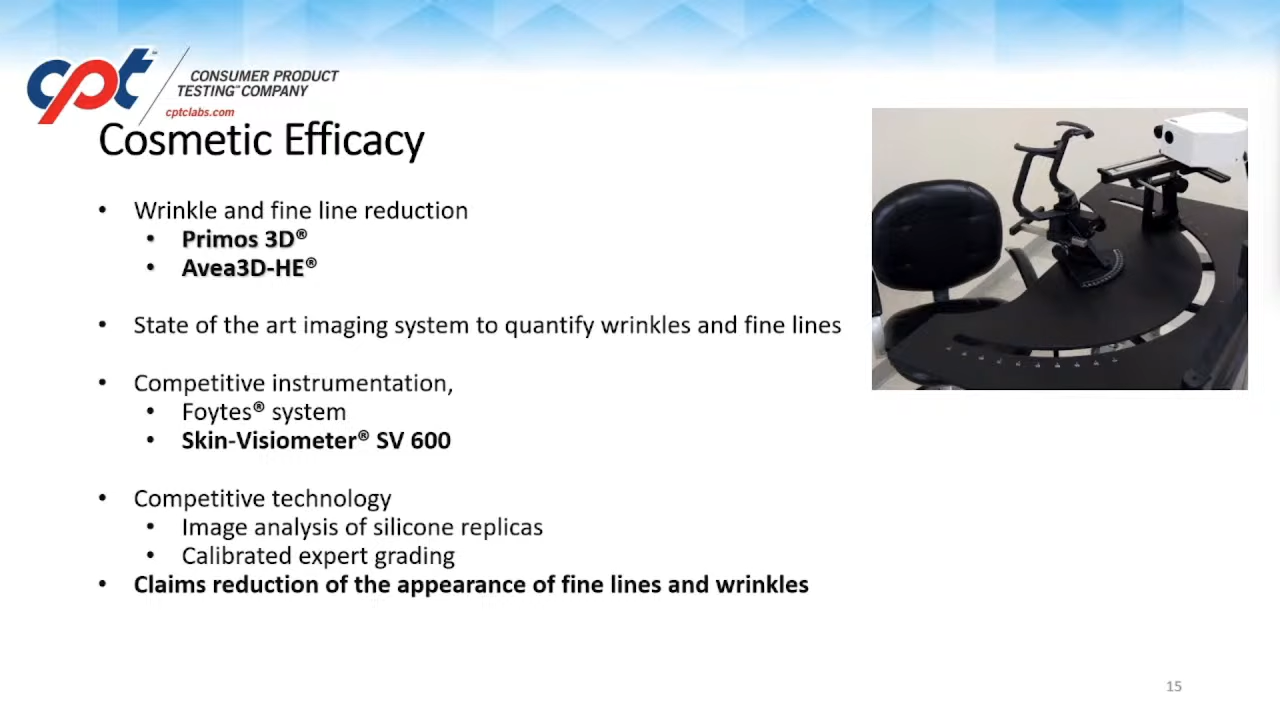 cpt
CONSUMER PRODUCT
TESTING COMPANY
cptclabs.com
Cosmetic Efficacy
• Wrinkle and fine line reduction
• Primos 3D®
• Avea3D-HE®
• State of the art imaging system to quantify wrinkles and fine lines
• Competitive instrumentation,
• Foytes® system
• Skin-Visiometer® SV 600
• Competitive technology
• Image analysis of silicone replicas
• Calibrated expert grading
• Claims reduction of the appearance of fine lines and wrinkles
15